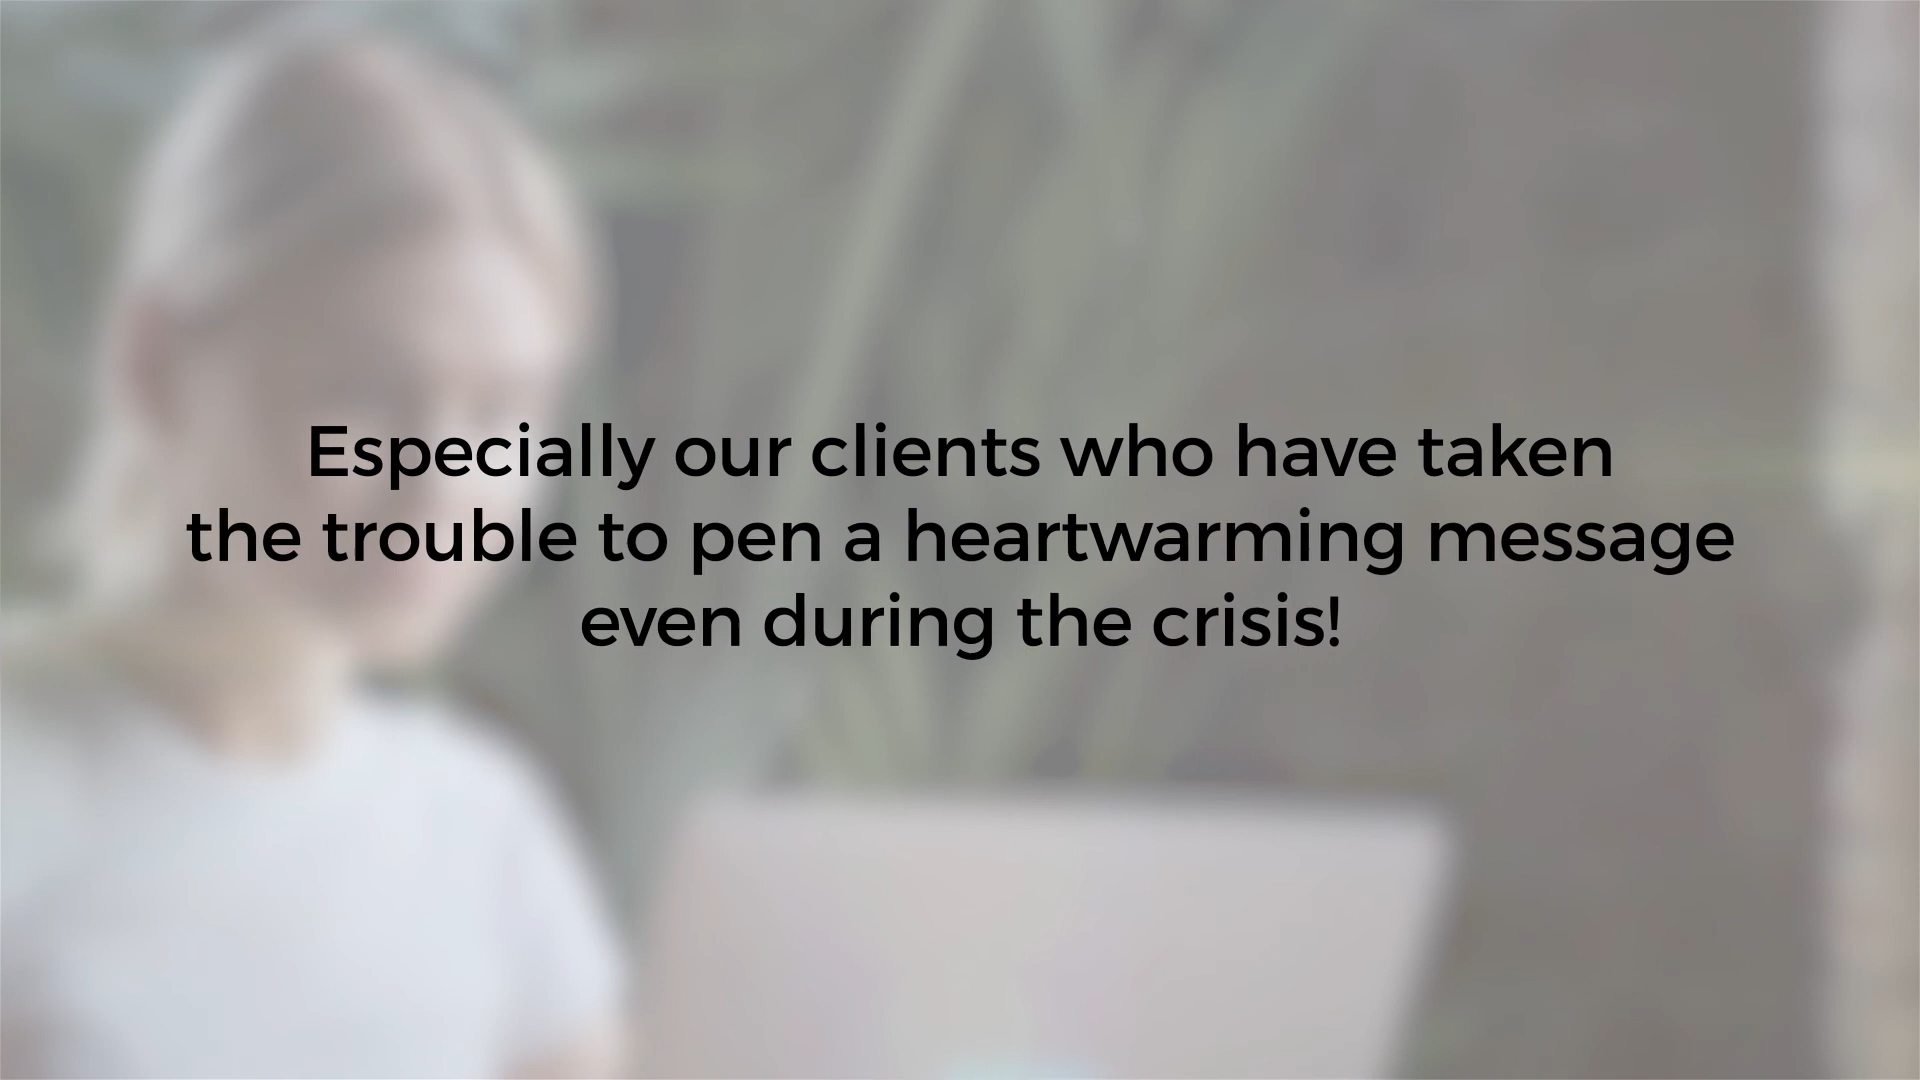 Especially our clients who have taken
the trouble to pen a heartwarming message
even during the crisis!